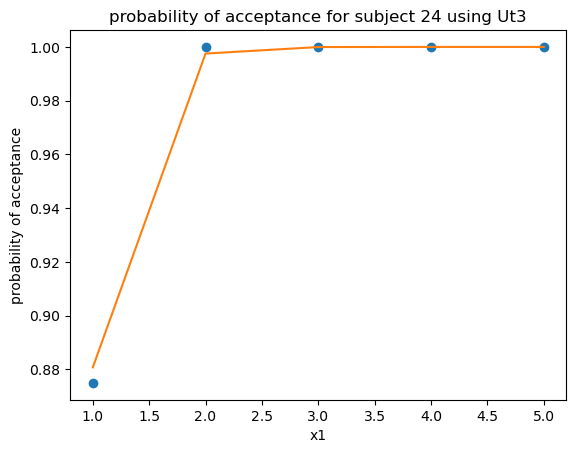 probability of acceptance for subject 24 using Ut3
1.00
0.98
0.96
0.94
0.92
0.90
0.88
probability of acceptance
1.0 1.5 2.0 2.5 3.0 3.5 4.0 4.5 5.0
x1